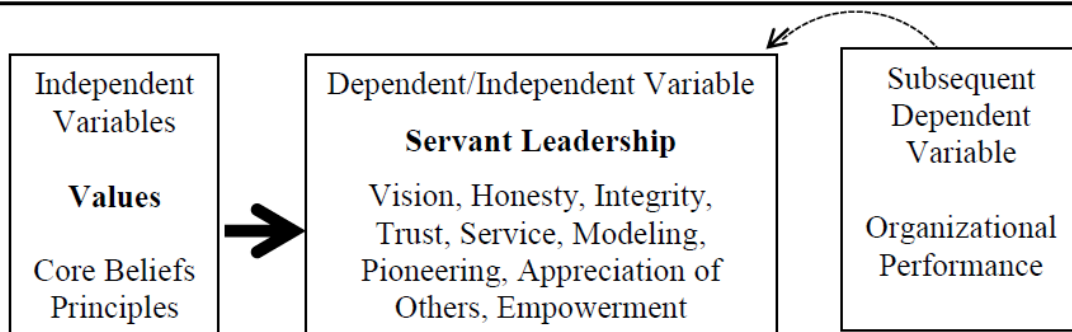 Independent
Variables
Values
Core Beliefs
Principles
Dependent/Independent Variable
Servant Leadership
Vision, Honesty, Integrity,
Trust, Service, Modeling,
Pioneering, Appreciation of
Others, Empowerment
Subsequent
Dependent
Variable
Organizational
Performance